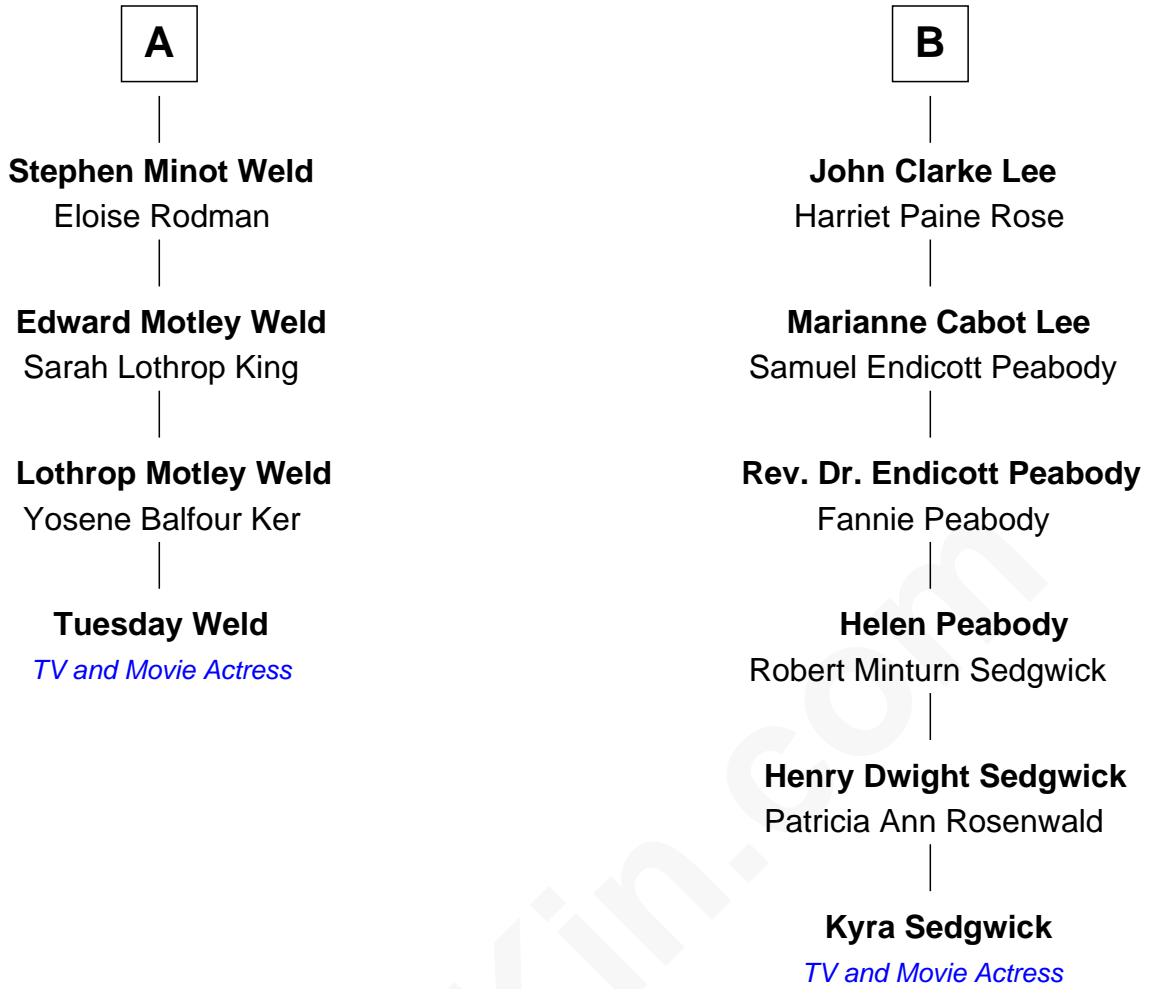 A
Stephen Minot Weld
Eloise Rodman
Edward Motley Weld
Sarah Lothrop King
Lothrop Motley Weld
Yosene Balfour Ker
Tuesday Weld
TV and Movie Actress
B
John Clarke Lee
Harriet Paine Rose
Marianne Cabot Lee
Samuel Endicott Peabody
Rev. Dr. Endicott Peabody
Fannie Peabody
Helen Peabody
Robert Minturn Sedgwick
Henry Dwight Sedgwick
Patricia Ann Rosenwald
Kyra Sedgwick
TV and Movie Actress
Kin.com